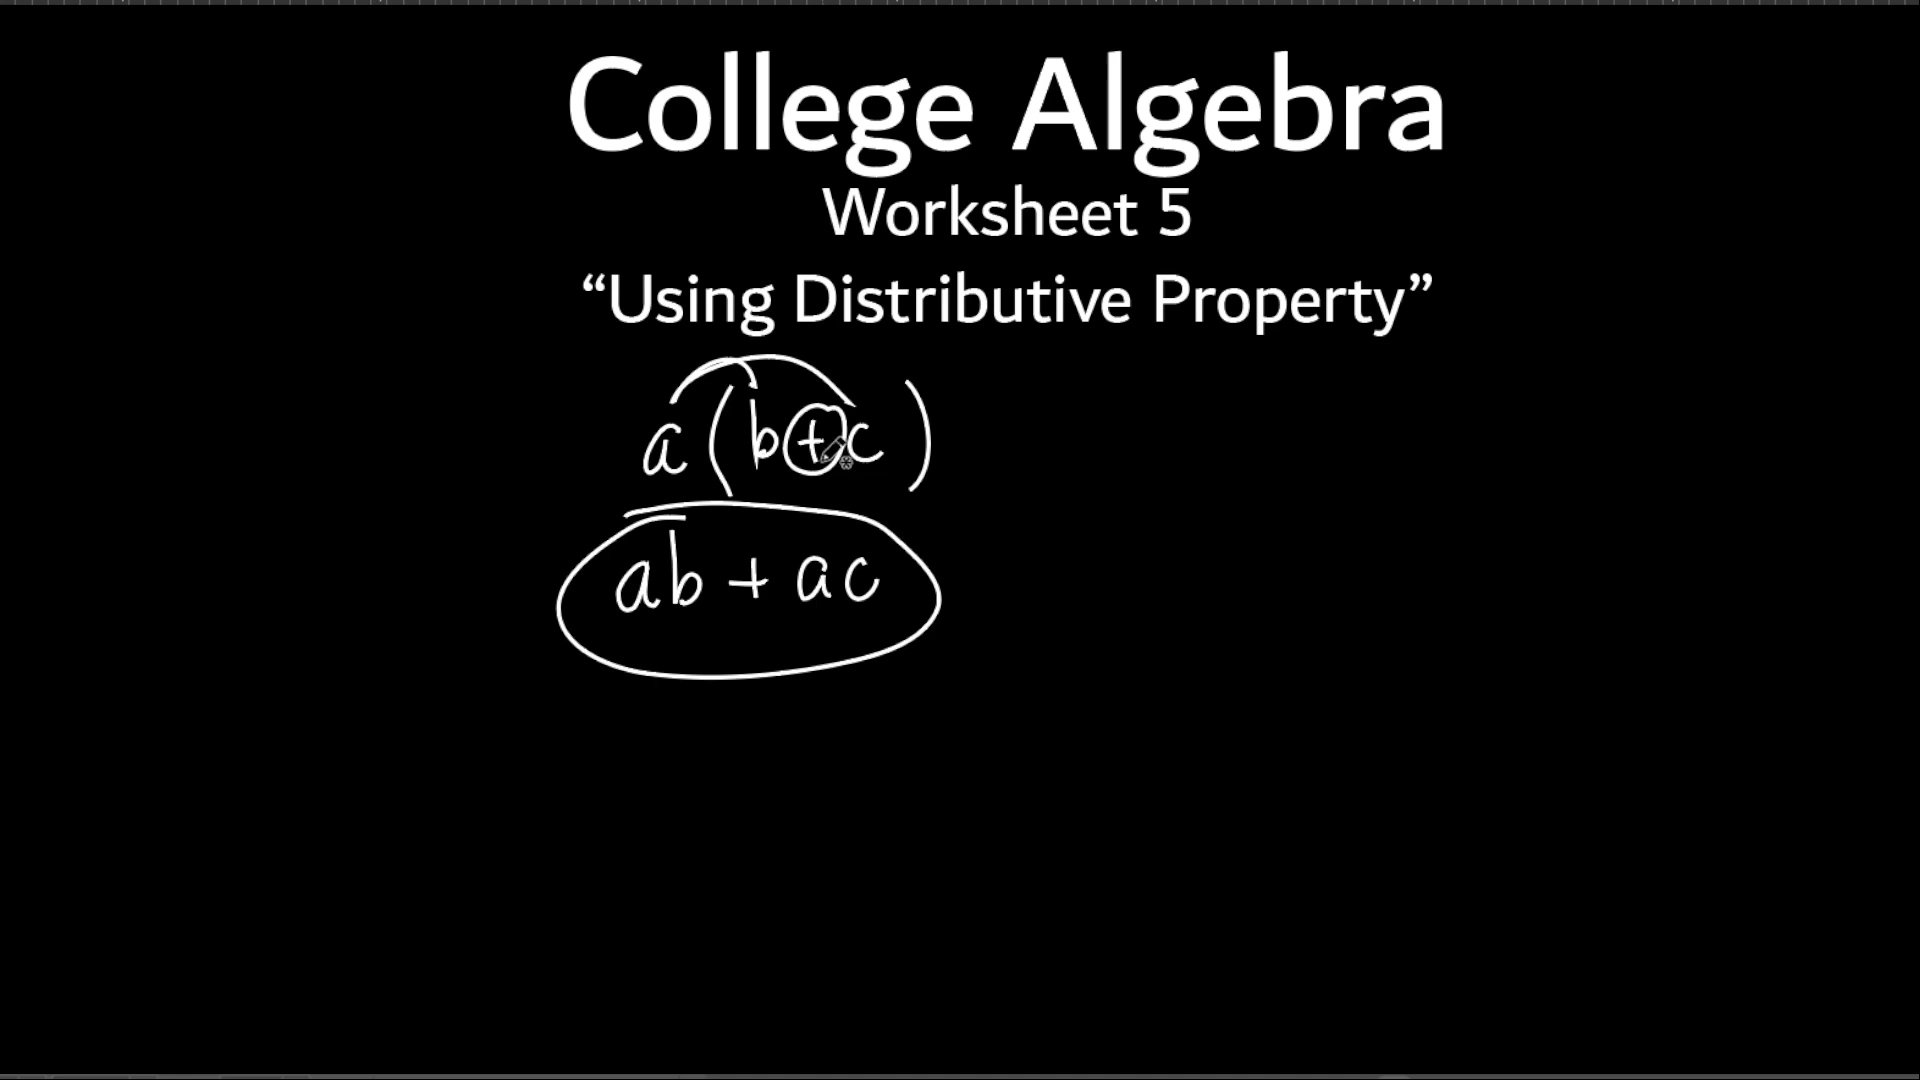 College Algebra
Worksheet 5
“Using Distributive Property”
a(b+c)
ab + ac